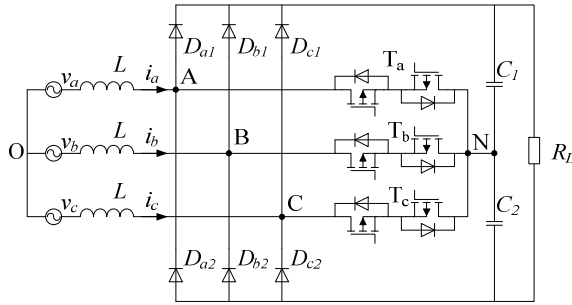 D_a1 D_b1 D_c1
T_a
C_1
v_a L i_a A
v_b L i_b B
T_b
O N
R_L
v_c L i_c C
T_c
C_2
D_a2 D_b2 D_c2